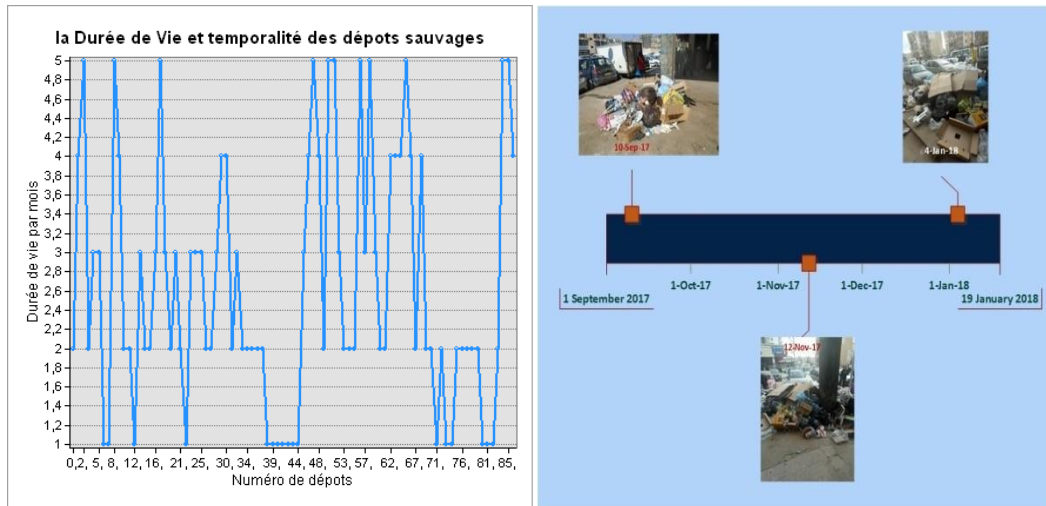 la Durée de Vie et temporalité des dépots sauvages
Durée de vie par mois
5
4,8
4,6
4,4
4,2
4
3,8
3,6
3,4
3,2
3
2,8
2,6
2,4
2,2
2
1,8
1,6
1,4
1,2
1
0,2, 5, 8, 12, 16, 21, 25, 30, 34, 39, 44, 48, 53, 57, 62, 67, 71, 76, 81, 85,
Numéro de dépots
10-Sep-17
4-Jan-18
1-Oct-17
1-Nov-17
1-Dec-17
1-Jan-18
1 September 2017
19 January 2018
12-Nov-17